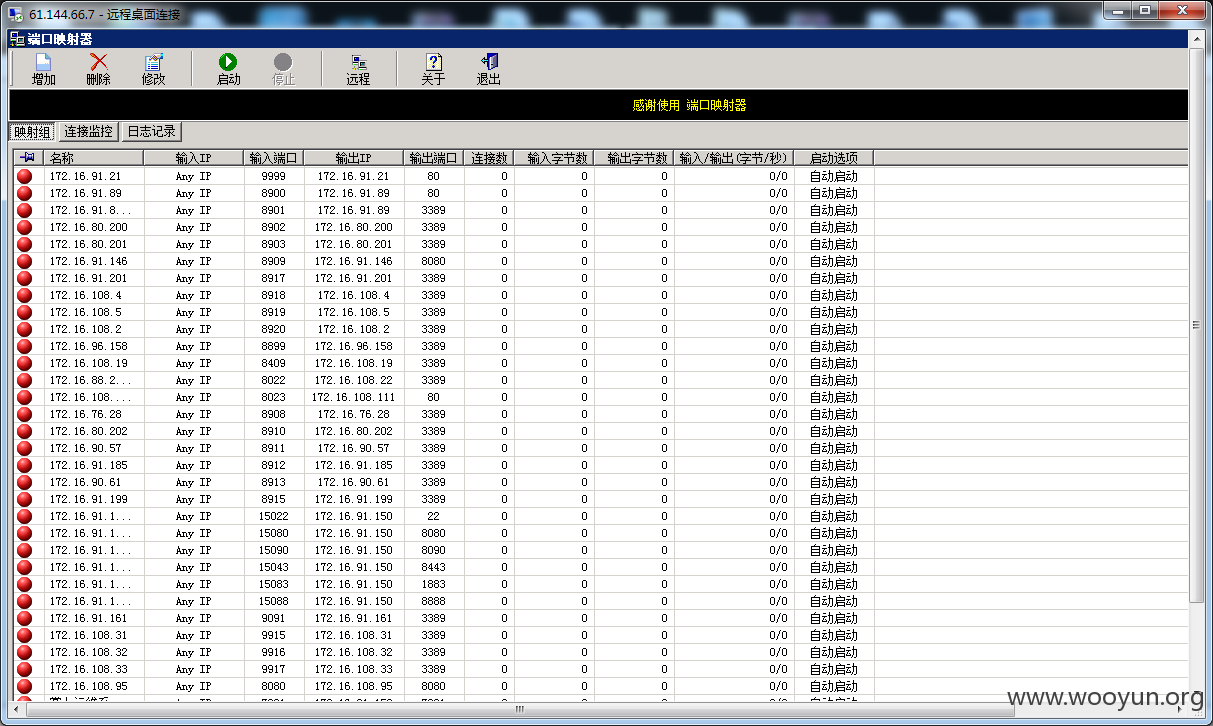 61.144.66.7 - 远程桌面连接
端口映射器
增加 删除 修改 启动 停止 远程 关于 退出
感谢使用 端口映射器
映射组 连接监控 日志记录
名称 输入IP 输入端口 输出IP 输出端口 连接数 输入字节数 输出字节数 输入/输出(字节/秒) 启动选项
172.16.91.21 Any IP 9999 172.16.91.21 80 0 0 0 0/0 自动启动
172.16.91.89 Any IP 8900 172.16.91.89 80 0 0 0 0/0 自动启动
172.16.91.8... Any IP 8901 172.16.91.89 3389 0 0 0 0/0 自动启动
172.16.80.200 Any IP 8902 172.16.80.200 3389 0 0 0 0/0 自动启动
172.16.80.201 Any IP 8903 172.16.80.201 3389 0 0 0 0/0 自动启动
172.16.91.146 Any IP 8909 172.16.91.146 8080 0 0 0 0/0 自动启动
172.16.91.201 Any IP 8917 172.16.91.201 3389 0 0 0 0/0 自动启动
172.16.108.4 Any IP 8918 172.16.108.4 3389 0 0 0 0/0 自动启动
172.16.108.5 Any IP 8919 172.16.108.5 3389 0 0 0 0/0 自动启动
172.16.108.2 Any IP 8920 172.16.108.2 3389 0 0 0 0/0 自动启动
172.16.96.158 Any IP 8899 172.16.96.158 3389 0 0 0 0/0 自动启动
172.16.108.19 Any IP 8409 172.16.108.19 3389 0 0 0 0/0 自动启动
172.16.88.2... Any IP 8022 172.16.108.22 3389 0 0 0 0/0 自动启动
172.16.108.... Any IP 8023 172.16.108.111 80 0 0 0 0/0 自动启动
172.16.76.28 Any IP 8908 172.16.76.28 3389 0 0 0 0/0 自动启动
172.16.80.202 Any IP 8910 172.16.80.202 3389 0 0 0 0/0 自动启动
172.16.90.57 Any IP 8911 172.16.90.57 3389 0 0 0 0/0 自动启动
172.16.91.185 Any IP 8912 172.16.91.185 3389 0 0 0 0/0 自动启动
172.16.90.61 Any IP 8913 172.16.90.61 3389 0 0 0 0/0 自动启动
172.16.91.199 Any IP 8915 172.16.91.199 3389 0 0 0 0/0 自动启动
172.16.91.1... Any IP 15022 172.16.91.150 22 0 0 0 0/0 自动启动
172.16.91.1... Any IP 15080 172.16.91.150 8080 0 0 0 0/0 自动启动
172.16.91.1... Any IP 15090 172.16.91.150 8090 0 0 0 0/0 自动启动
172.16.91.1... Any IP 15043 172.16.91.150 8443 0 0 0 0/0 自动启动
172.16.91.1... Any IP 15083 172.16.91.150 1883 0 0 0 0/0 自动启动
172.16.91.1... Any IP 15088 172.16.91.150 8888 0 0 0 0/0 自动启动
172.16.91.161 Any IP 9091 172.16.91.161 3389 0 0 0 0/0 自动启动
172.16.108.31 Any IP 9915 172.16.108.31 3389 0 0 0 0/0 自动启动
172.16.108.32 Any IP 9916 172.16.108.32 3389 0 0 0 0/0 自动启动
172.16.108.33 Any IP 9917 172.16.108.33 3389 0 0 0 0/0 自动启动
172.16.108.95 Any IP 8080 172.16.108.95 8080 0 0 0 0/0 自动启动
www.wooyun.org